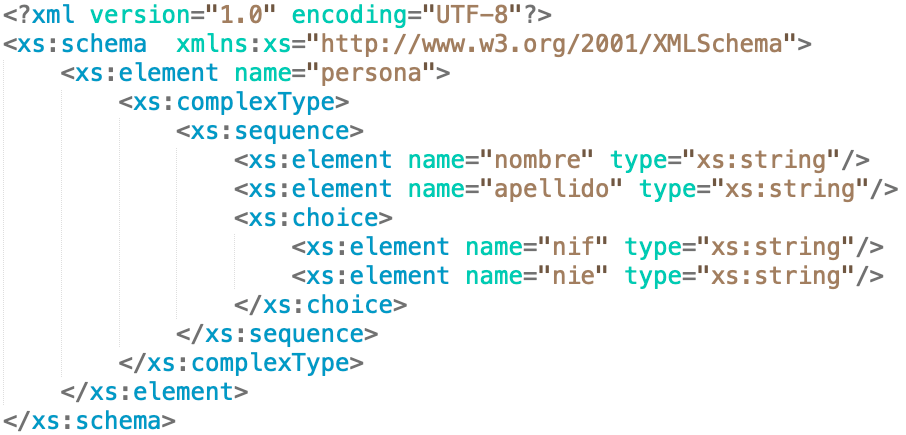 <?xml version="1.0" encoding="UTF-8"?>
<xs:schema  xmlns:xs="http://www.w3.org/2001/XMLSchema">
    <xs:element name="persona">
        <xs:complexType>
            <xs:sequence>
                <xs:element name="nombre" type="xs:string"/>
                <xs:element name="apellido" type="xs:string"/>
                <xs:choice>
                    <xs:element name="nif" type="xs:string"/>
                    <xs:element name="nie" type="xs:string"/>
                </xs:choice>
            </xs:sequence>
        </xs:complexType>
    </xs:element>
</xs:schema>